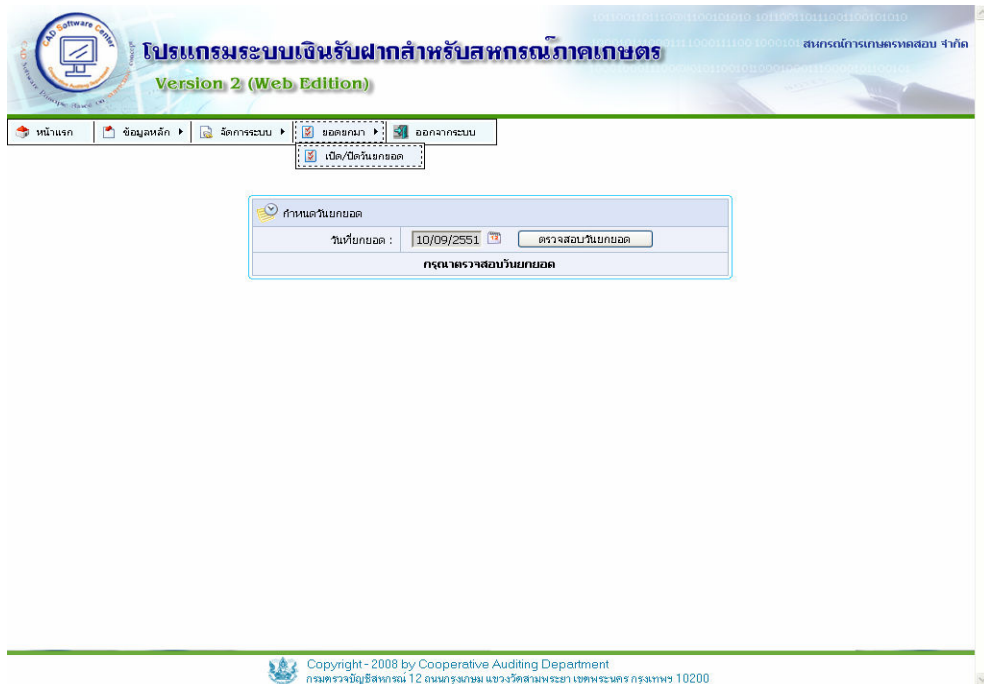 CAD Software Center
สหกรณ์การเกษตรทดสอบ จำกัด
โปรแกรมระบบเงินรับฝากสำหรับสหกรณ์ภาคเกษตร
Version 2 (Web Edition)
หน้าแรก ข้อมูลหลัก จัดการระบบ ยอดยกมา ออกจากระบบ
เปิด/ปิดวันยกยอด
กำหนดวันยกยอด
วันที่ยกยอด : 10/09/2551 ตรวจสอบวันยกยอด
กรุณาตรวจสอบวันยกยอด
Copyright - 2008 by Cooperative Auditing Department
กรมตรวจบัญชีสหกรณ์ 12 ถนนกรุงเกษม แขวงวัดสามพระยา เขตพระนคร กรุงเทพฯ 10200